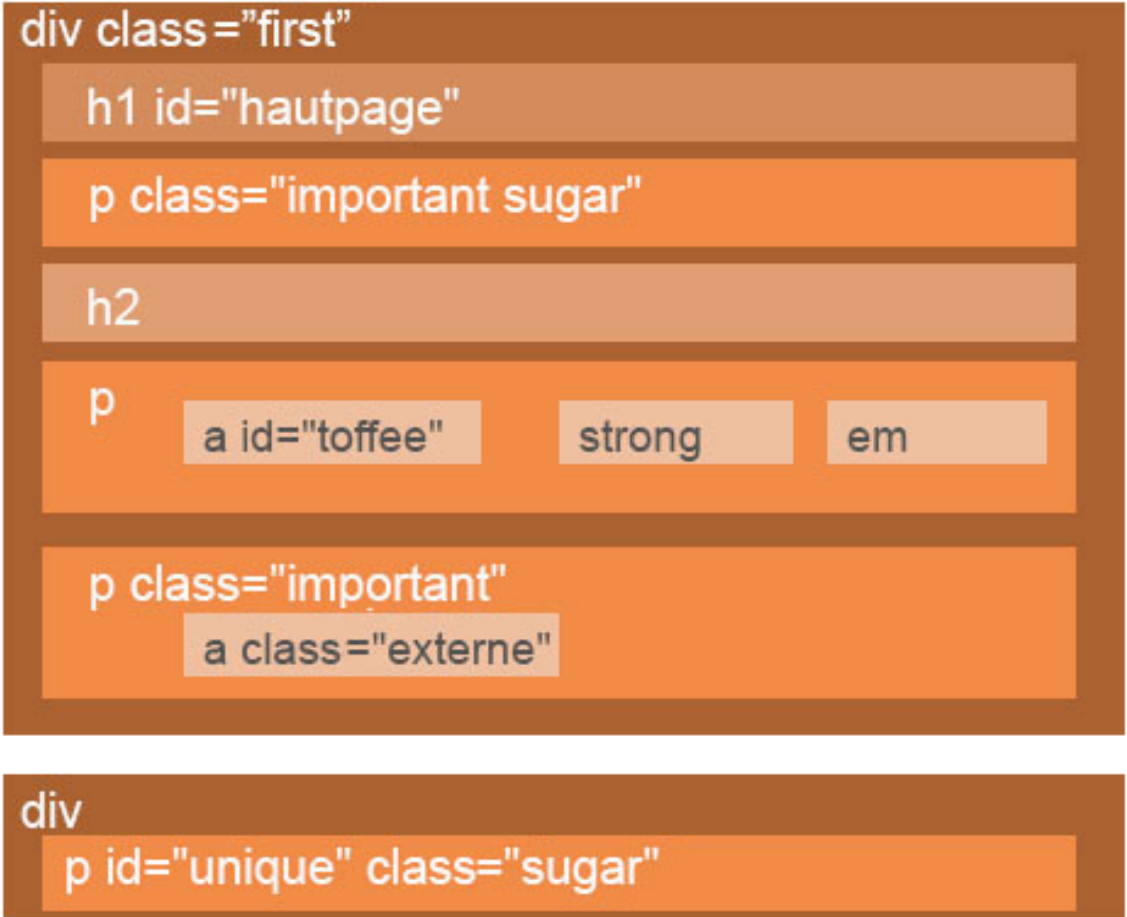 div class=”first”
h1 id="hautpage"
p class="important sugar"
h2
p
a id="toffee" strong em
p class="important"
a class="externe"
div
p id="unique" class="sugar"